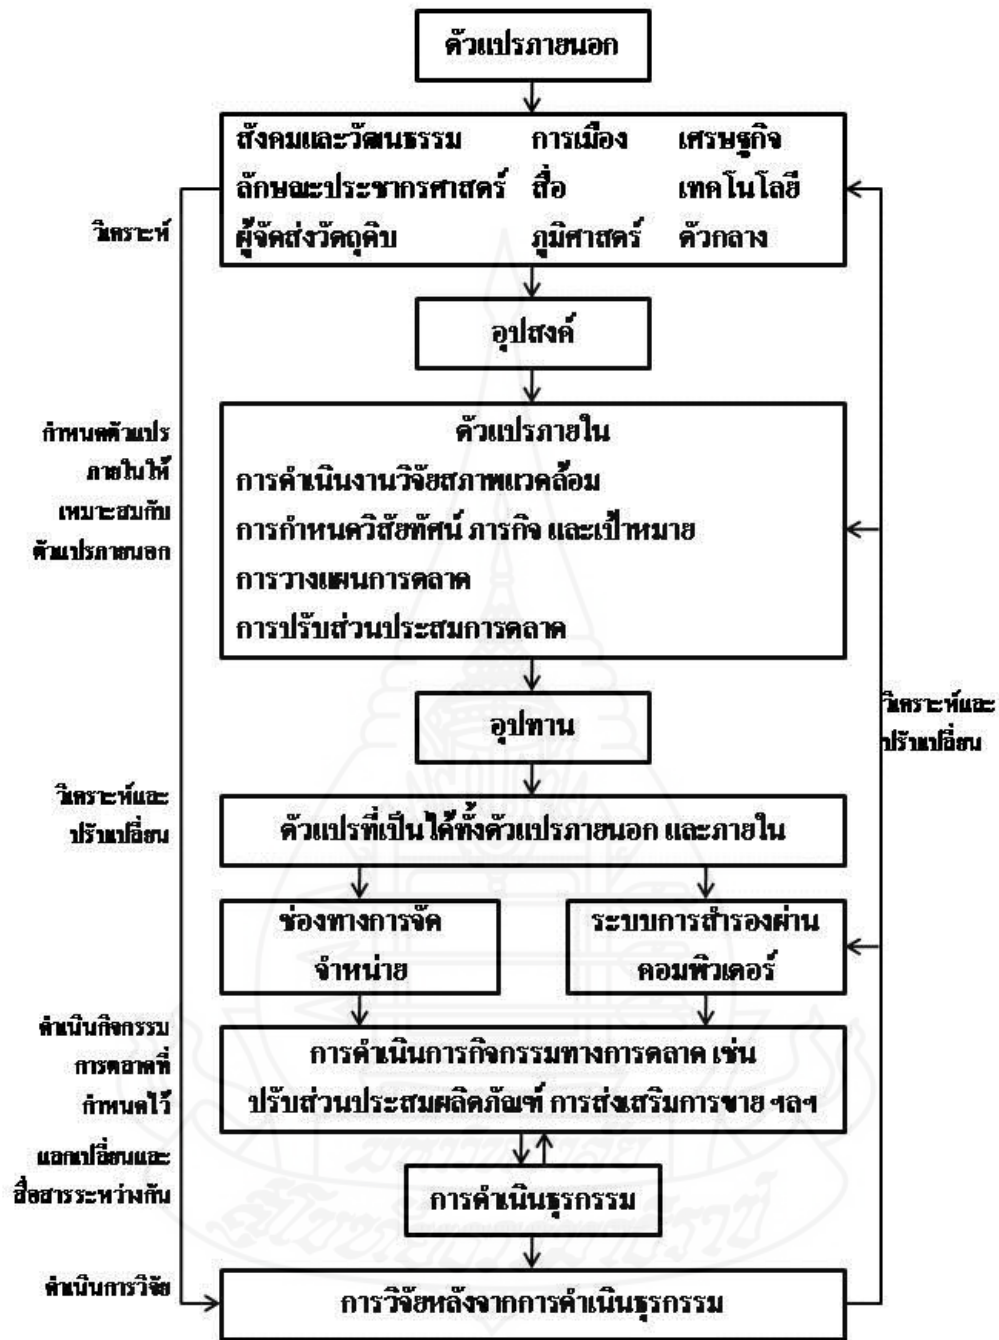 ตัวแปรภายนอก
สังคมและวัฒนธรรม การเมือง เศรษฐกิจ
ลักษณะประชากรศาสตร์ สื่อ เทคโนโลยี
วิเคราะห์
ผู้จัดส่งวัตถุดิบ ภูมิศาสตร์ ตัวกลาง
อุปสงค์
กำหนดตัวแปร
ภายในให้
เหมาะสมกับ
ตัวแปรภายนอก
ตัวแปรภายใน
การดำเนินงานวิจัยสภาพแวดล้อม
การกำหนดวิสัยทัศน์ ภารกิจ และเป้าหมาย
การวางแผนการตลาด
การปรับส่วนประสมการตลาด
อุปทาน
วิเคราะห์และ
ปรับเปลี่ยน
วิเคราะห์และ
ปรับเปลี่ยน
ตัวแปรที่เป็นได้ทั้งตัวแปรภายนอก และภายใน
ช่องทางการจัด
จำหน่าย
ระบบการสำรองผ่าน
คอมพิวเตอร์
ดำเนินกิจกรรบ
การตลาดที่
กำหนดไว้
การดำเนินการกิจกรรมทางการตลาด เช่น
ปรับส่วนประสมผลิตภัณฑ์ การส่งเสริมการขาย ฯลฯ
แลกเปลี่ยนและ
สื่อสารระหว่างกัน
การดำเนินธุรกรรม
ดำเนินการวิจัย
การวิจัยหลังจากการดำเนินธุรกรรม